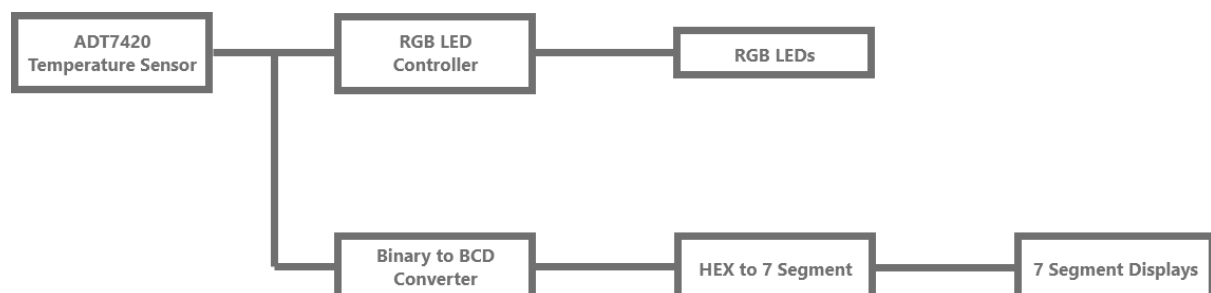 ADT7420
Temperature Sensor
RGB LED
Controller
RGB LEDs
Binary to BCD
Converter
HEX to 7 Segment
7 Segment Displays